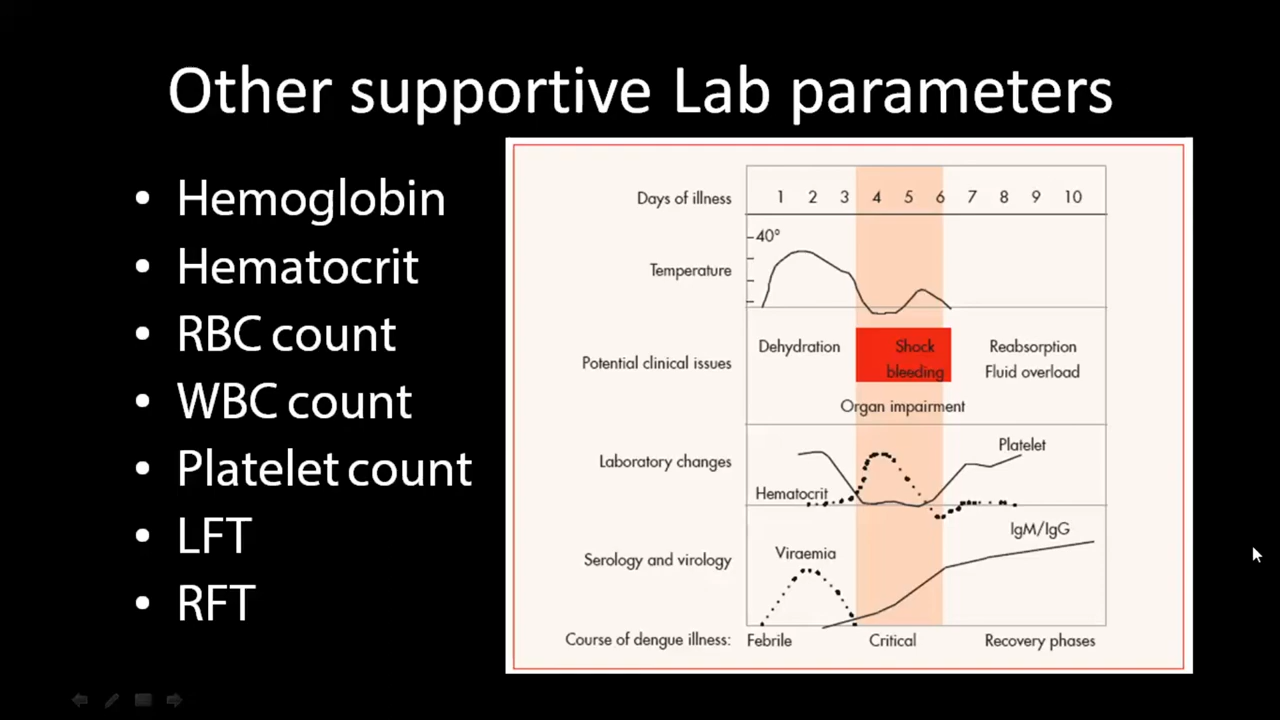 Other supportive Lab parameters
• Hemoglobin
• Hematocrit
• RBC count
• WBC count
• Platelet count
• LFT
• RFT
Days of illness 1 2 3 4 5 6 7 8 9 10
40°
Temperature
Potential clinical issues
Dehydration
Shock
bleeding
Reabsorption
Fluid overload
Organ impairment
Laboratory changes
Platelet
Hematocrit
IgM/IgG
Serology and virology
Viraemia
Course of dengue illness: Febrile Critical Recovery phases